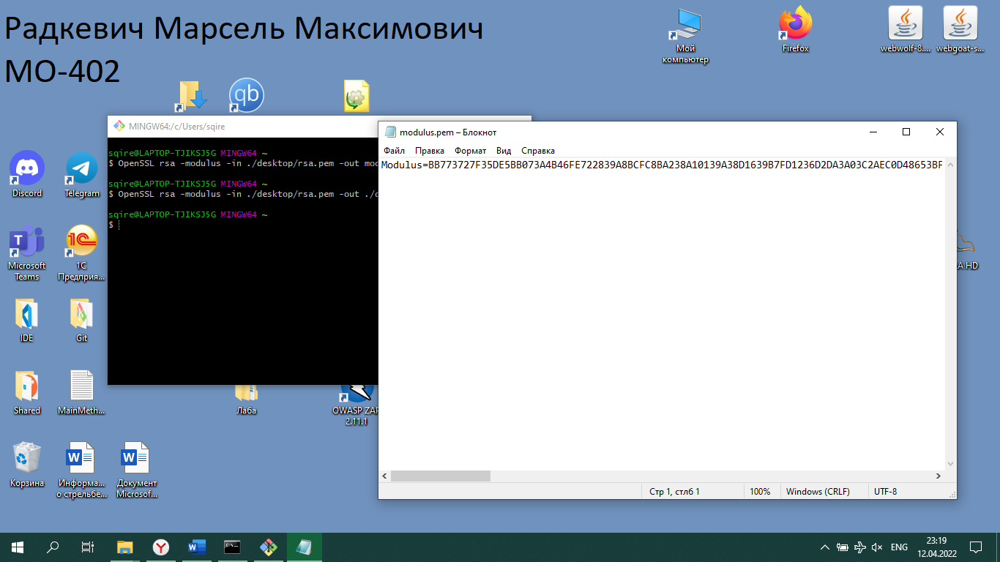 Радкевич Марсель Максимович
МО-402
Мой компьютер
Firefox
webwolf-8....
webgoat-s...
qb
MINGW64:/c/Users/sqire
sqire@LAPTOP-TJIKSJ5G MINGW64 ~
$ OpenSSL rsa -modulus -in ./desktop/rsa.pem -out mod
sqire@LAPTOP-TJIKSJ5G MINGW64 ~
$ OpenSSL rsa -modulus -in ./desktop/rsa.pem -out ./d
sqire@LAPTOP-TJIKSJ5G MINGW64 ~
$
modulus.pem – Блокнот
Файл Правка Формат Вид Справка
Modulus=BB773727F35DE5BB073A4B46FE722839A8BCFC8BA238A10139A38D1639B7FD1236D2DA3A03C2AEC0D48653BF
Стр 1, стлб 1
100%
Windows (CRLF)
UTF-8
Discord
Telegram
Microsoft
Teams
1C
Предприя...
A HD
IDE
Git
Shared
MainMeth...
Лаба
OWASP ZAP
2.11.1
Корзина
Информа...
о стрельбе...
Документ
Microsof...
ENG
23:19
12.04.2022